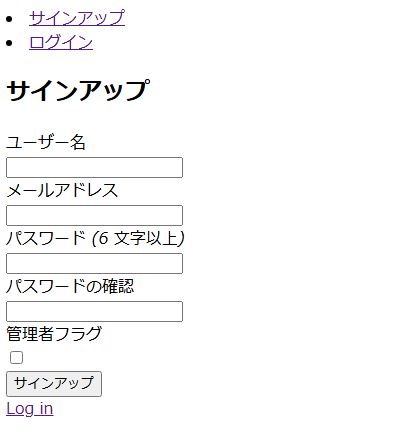 サインアップ
ログイン
サインアップ
ユーザー名
メールアドレス
パスワード (6 文字以上)
パスワードの確認
管理者フラグ
サインアップ
Log in